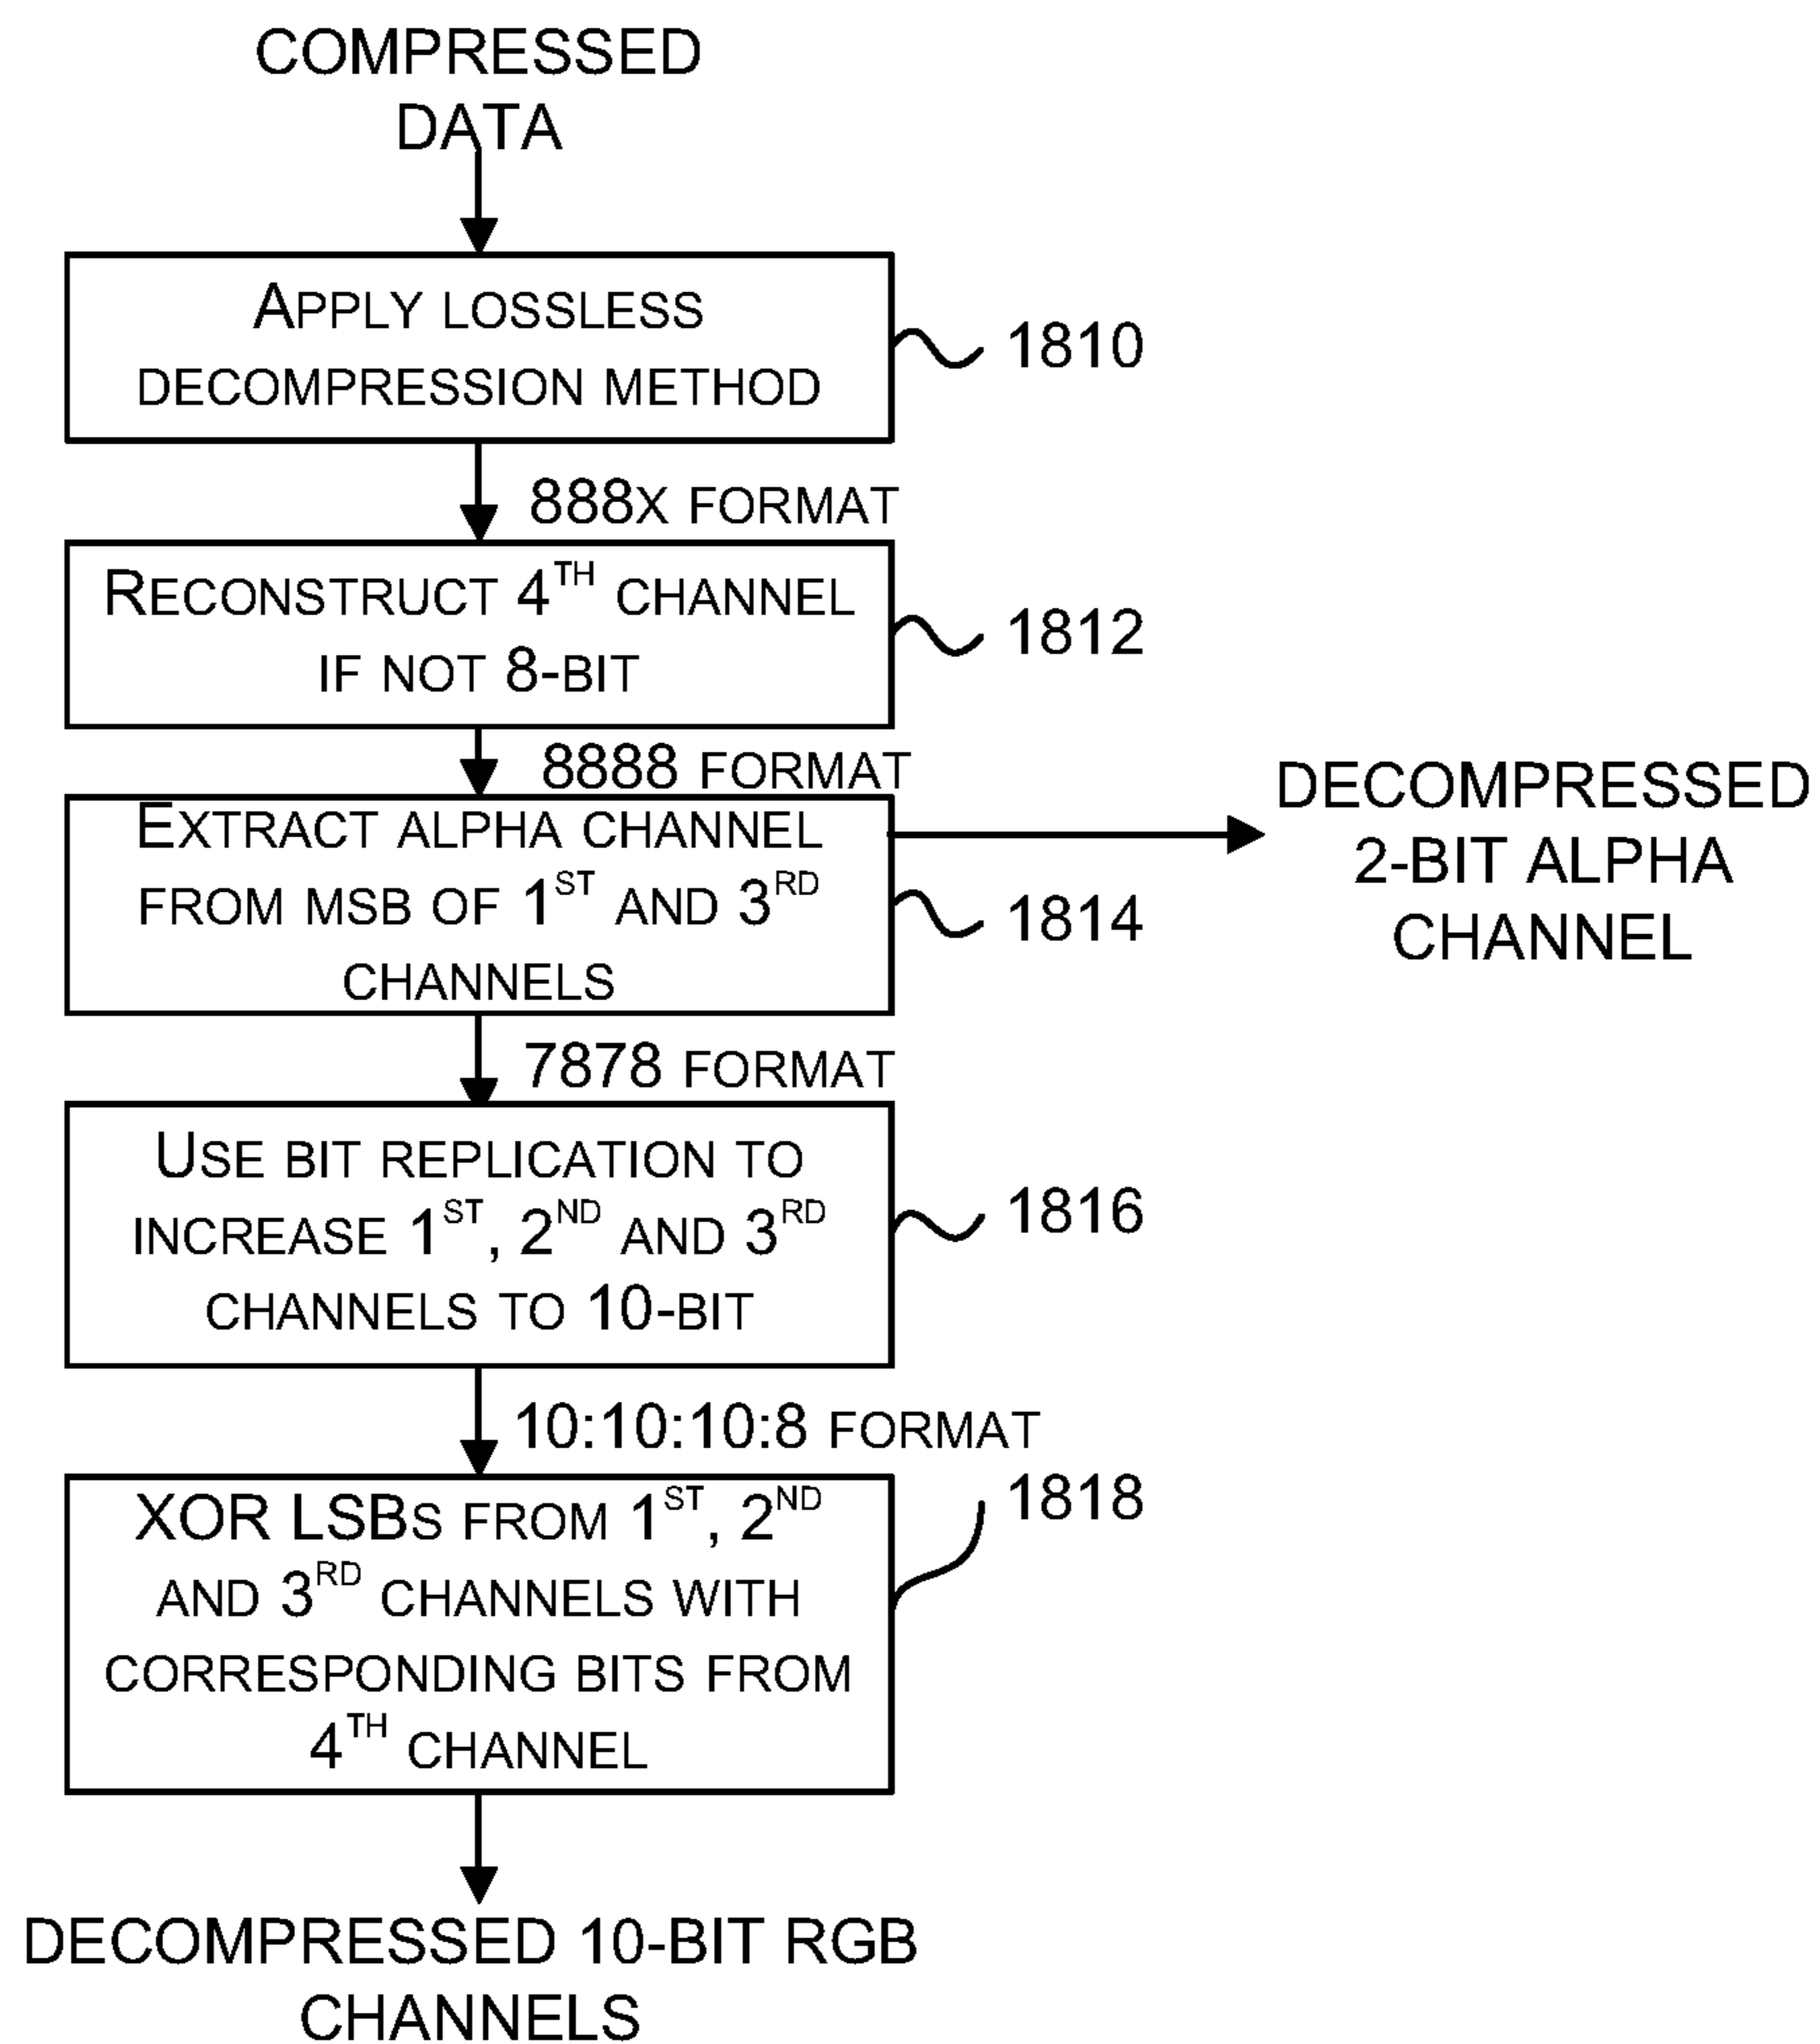 COMPRESSED
DATA
APPLY LOSSLESS
DECOMPRESSION METHOD
1810
888X FORMAT
RECONSTRUCT 4TH CHANNEL
IF NOT 8-BIT
1812
8888 FORMAT
EXTRACT ALPHA CHANNEL
FROM MSB OF 1ST AND 3RD
CHANNELS
1814
DECOMPRESSED
2-BIT ALPHA
CHANNEL
7878 FORMAT
USE BIT REPLICATION TO
INCREASE 1ST, 2ND AND 3RD
CHANNELS TO 10-BIT
1816
10:10:10:8 FORMAT
XOR LSBS FROM 1ST, 2ND
AND 3RD CHANNELS WITH
CORRESPONDING BITS FROM
4TH CHANNEL
1818
DECOMPRESSED 10-BIT RGB
CHANNELS